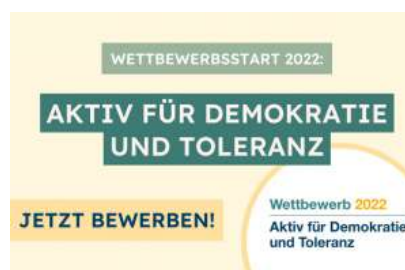 WETTBEWERBSSTART 2022:
AKTIV FÜR DEMOKRATIE
UND TOLERANZ
JETZT BEWERBEN!
Wettbewerb 2022
Aktiv für Demokratie
und Toleranz